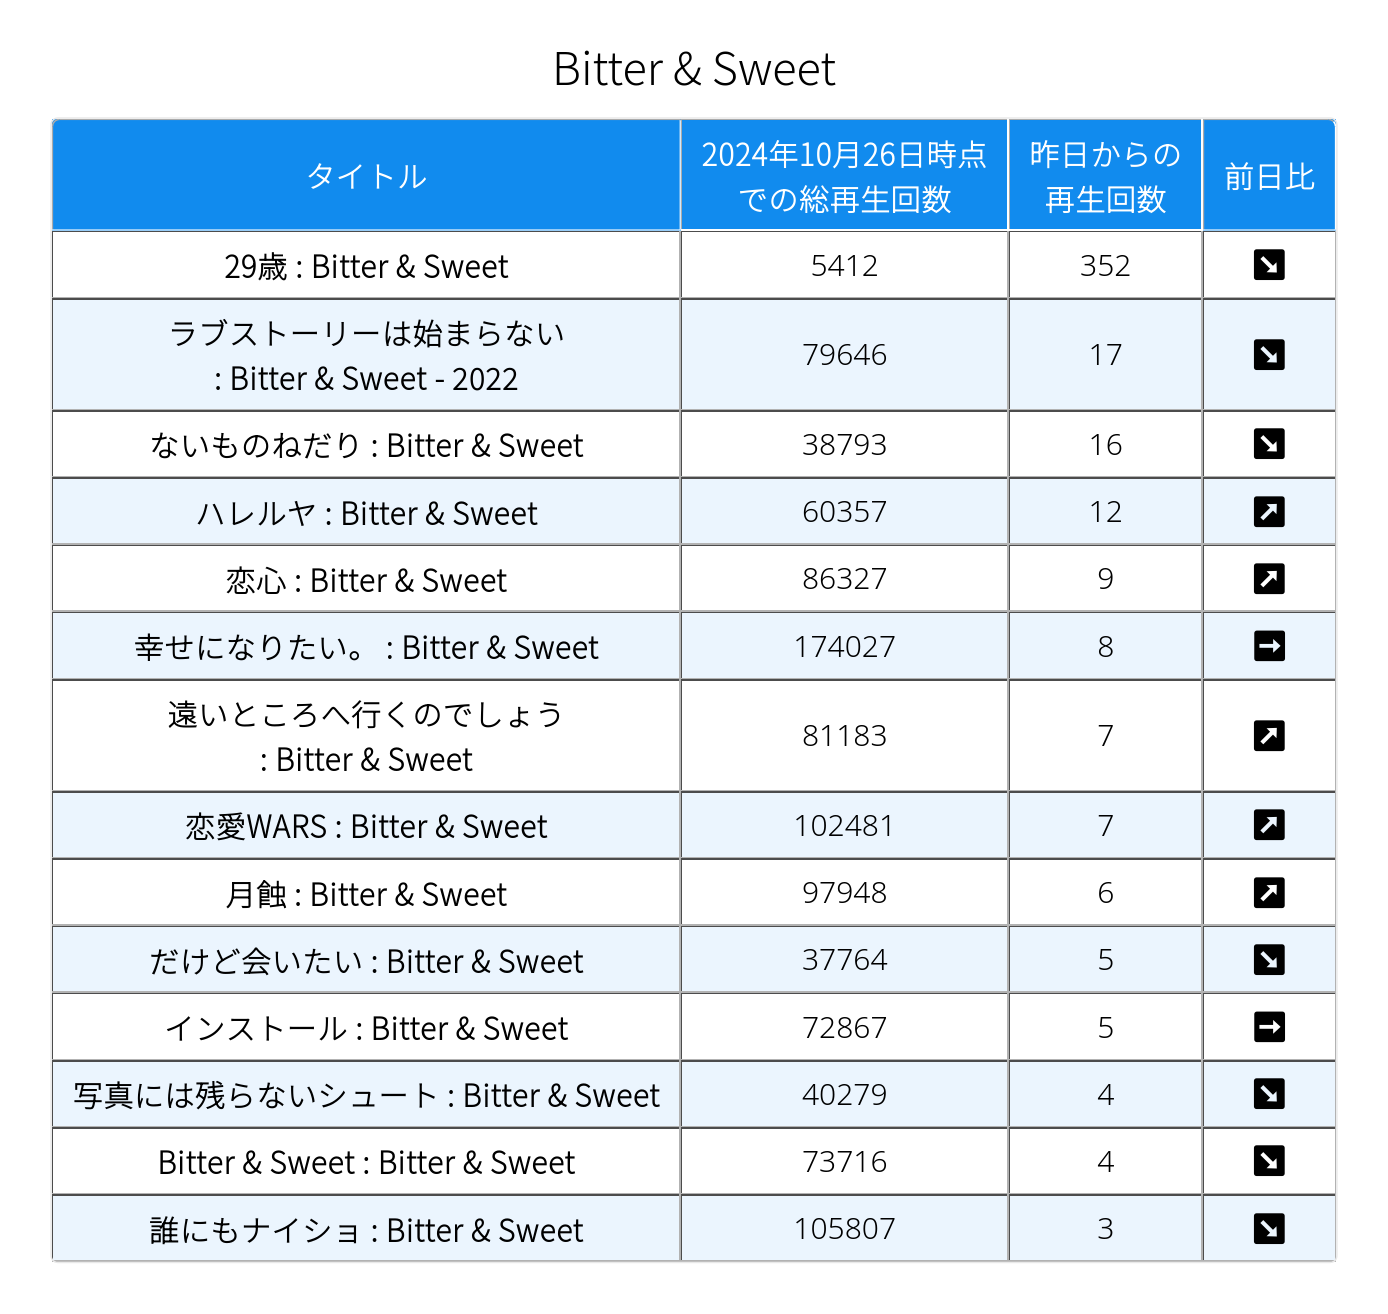 Bitter & Sweet
タイトル
2024年10月26日時点
での総再生回数
昨日からの
再生回数
前日比
29歳 : Bitter & Sweet
5412
352
ラブストーリーは始まらない
: Bitter & Sweet - 2022
79646
17
ないものねだり : Bitter & Sweet
38793
16
ハレルヤ : Bitter & Sweet
60357
12
恋心 : Bitter & Sweet
86327
9
幸せになりたい。 : Bitter & Sweet
174027
8
遠いところへ行くのでしょう
: Bitter & Sweet
81183
7
恋愛WARS : Bitter & Sweet
102481
7
月蝕 : Bitter & Sweet
97948
6
だけど会いたい : Bitter & Sweet
37764
5
インストール : Bitter & Sweet
72867
5
写真には残らないシュート : Bitter & Sweet
40279
4
Bitter & Sweet : Bitter & Sweet
73716
4
誰にもナイショ : Bitter & Sweet
105807
3